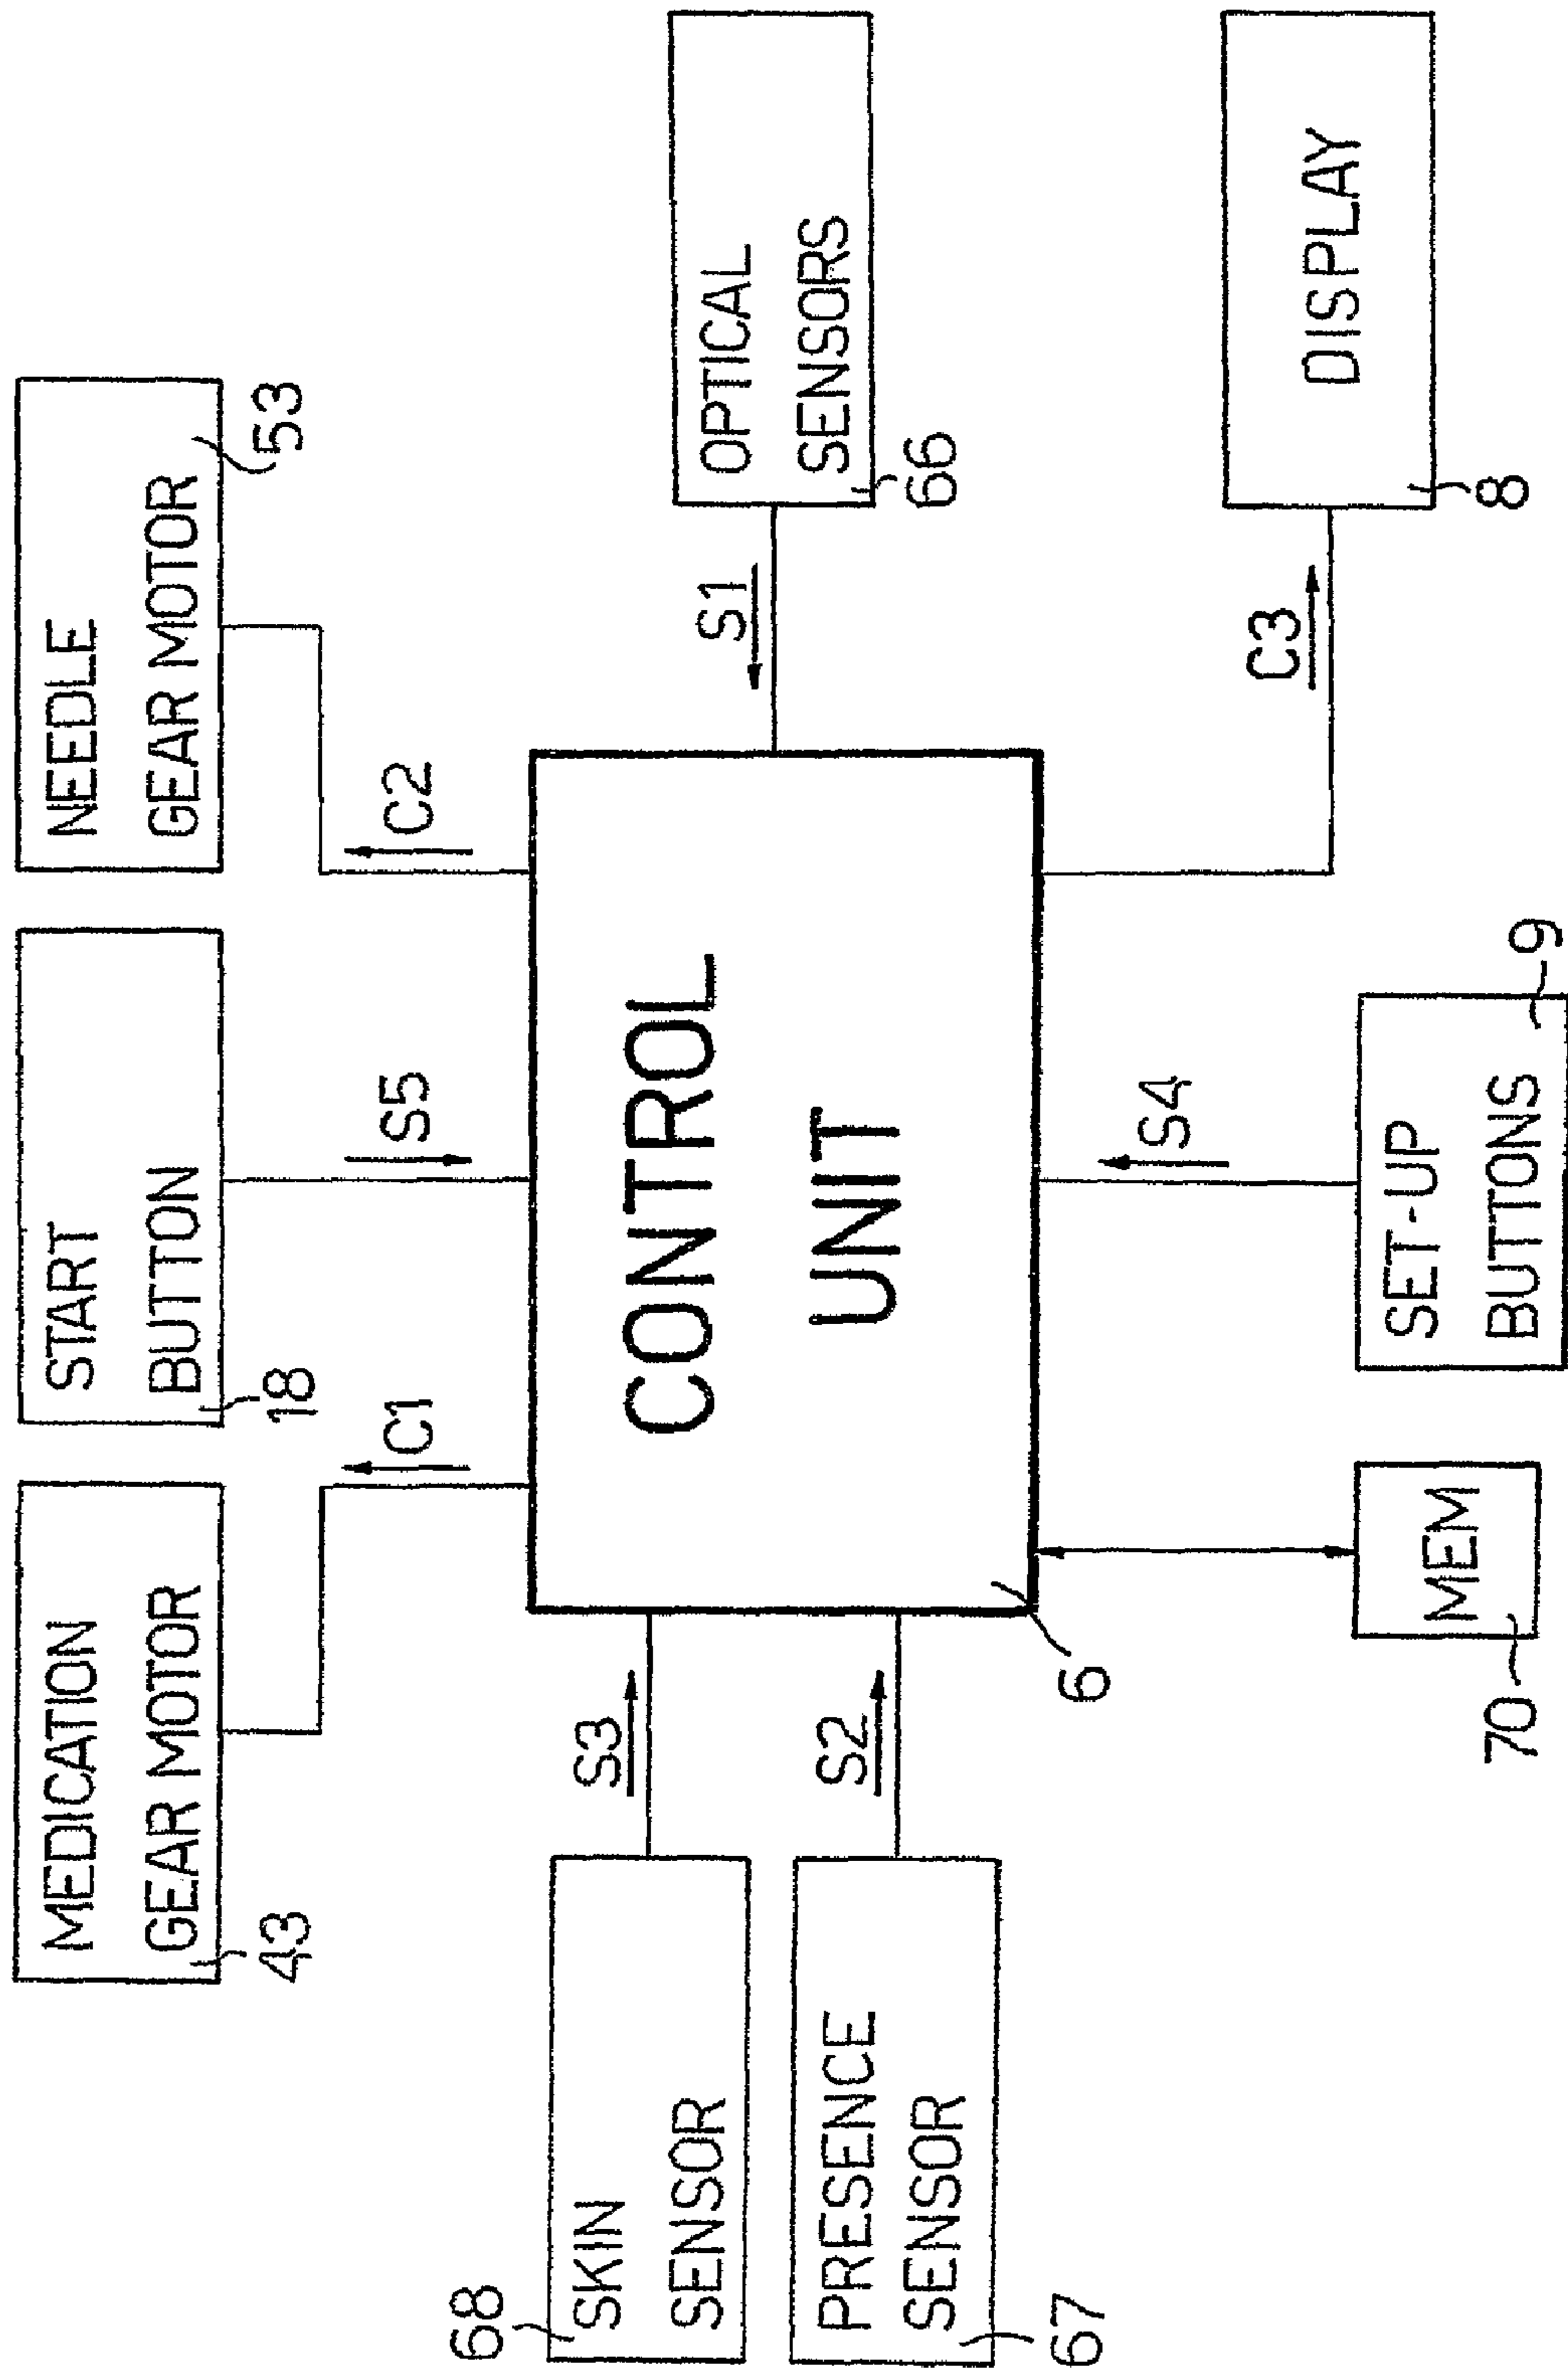 MEDICATION
GEAR MOTOR
43
START
BUTTON
18
NEEDLE
GEAR MOTOR
53
C1
S5
C2
SKIN
SENSOR
68
S3
PRESENCE
SENSOR
67
S2
CONTROL
UNIT
6
S1
OPTICAL
SENSORS
66
S4
C3
MEM
70
SET-UP
BUTTONS
9
DISPLAY
8